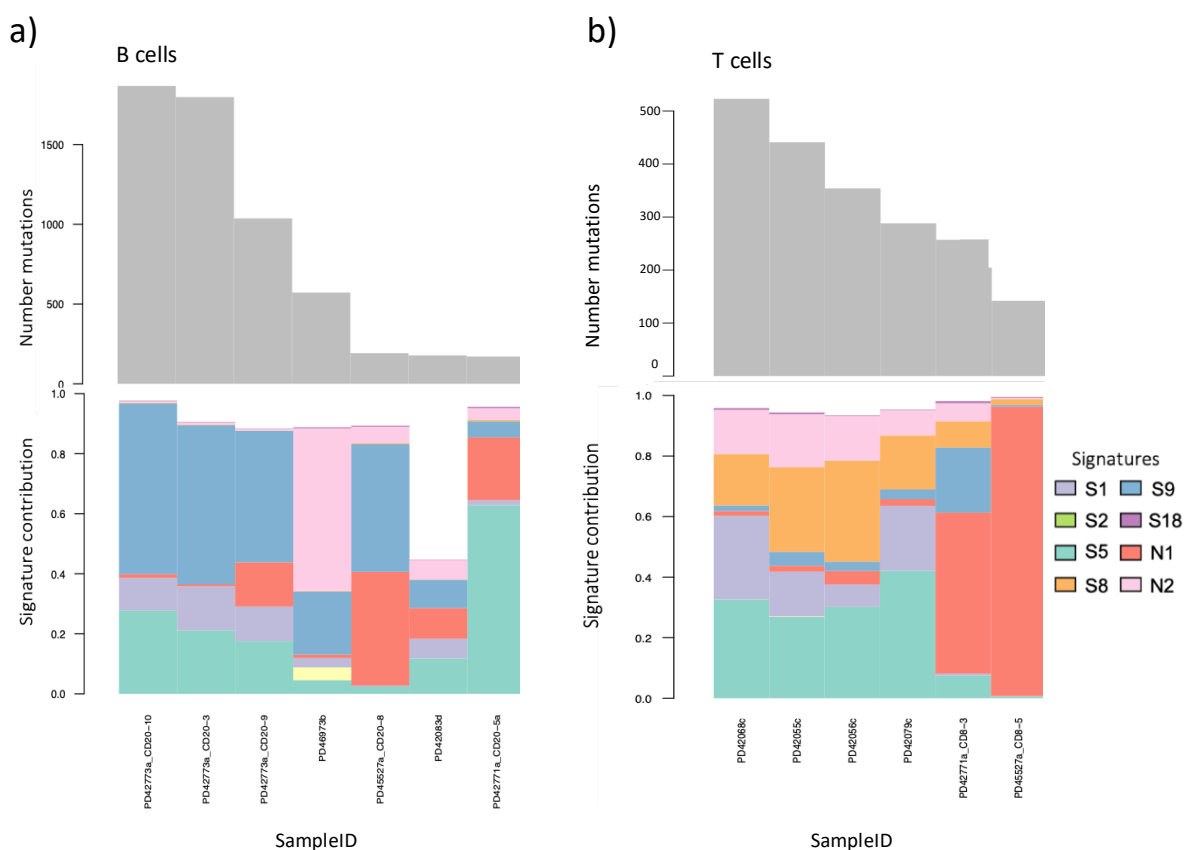 a)
B cells
Number mutations
1500
1000
500
0
Signature contribution
1.0
0.8
0.6
0.4
0.2
0.0
PD42773a_CD20-10
PD42773a_CD20-3
PD42773a_CD20-9
PD46973b
PD45527a_CD20-8
PD42083d
PD42771a_CD20-5a
SampleID
b)
T cells
Number mutations
500
400
300
200
100
0
Signature contribution
1.0
0.8
0.6
0.4
0.2
0.0
PD42068c
PD42055c
PD42056c
PD42079c
PD42771a_CD8-3
PD45527a_CD8-5
SampleID
Signatures
S1 S9
S2 S18
S5 N1
S8 N2